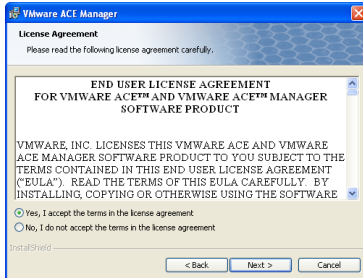 VMware ACE Manager
License Agreement
Please read the following license agreement carefully.
END USER LICENSE AGREEMENT
FOR VMWARE ACE™ AND VMWARE ACE™ MANAGER
SOFTWARE PRODUCT
VMWARE, INC. LICENSES THIS VMWARE ACE AND VMWARE
ACE MANAGER SOFTWARE PRODUCT TO YOU SUBJECT TO THE
TERMS CONTAINED IN THIS END USER LICENSE AGREEMENT
("EULA").  READ THE TERMS OF THIS EULA CAREFULLY.  BY
INSTALLING, COPYING OR OTHERWISE USING THE SOFTWARE
Yes, I accept the terms in the license agreement
No, I do not accept the terms in the license agreement
InstallShield
< Back Next > Cancel